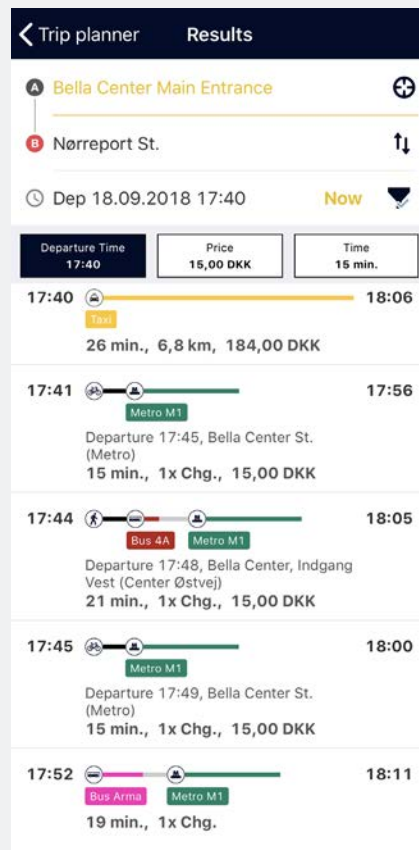 Trip planner Results
A Bella Center Main Entrance
B Nørreport St.
Dep 18.09.2018 17:40 Now
Departure Time Price Time
17:40 15,00 DKK 15 min.
17:40 18:06
Taxi
26 min., 6,8 km, 184,00 DKK
17:41 17:56
Metro M1
Departure 17:45, Bella Center St.
(Metro)
15 min., 1x Chg., 15,00 DKK
17:44 18:05
Bus 4A Metro M1
Departure 17:48, Bella Center, Indgang
Vest (Center Østvej)
21 min., 1x Chg., 15,00 DKK
17:45 18:00
Metro M1
Departure 17:49, Bella Center St.
(Metro)
15 min., 1x Chg., 15,00 DKK
17:52 18:11
Bus Arma Metro M1
19 min., 1x Chg.